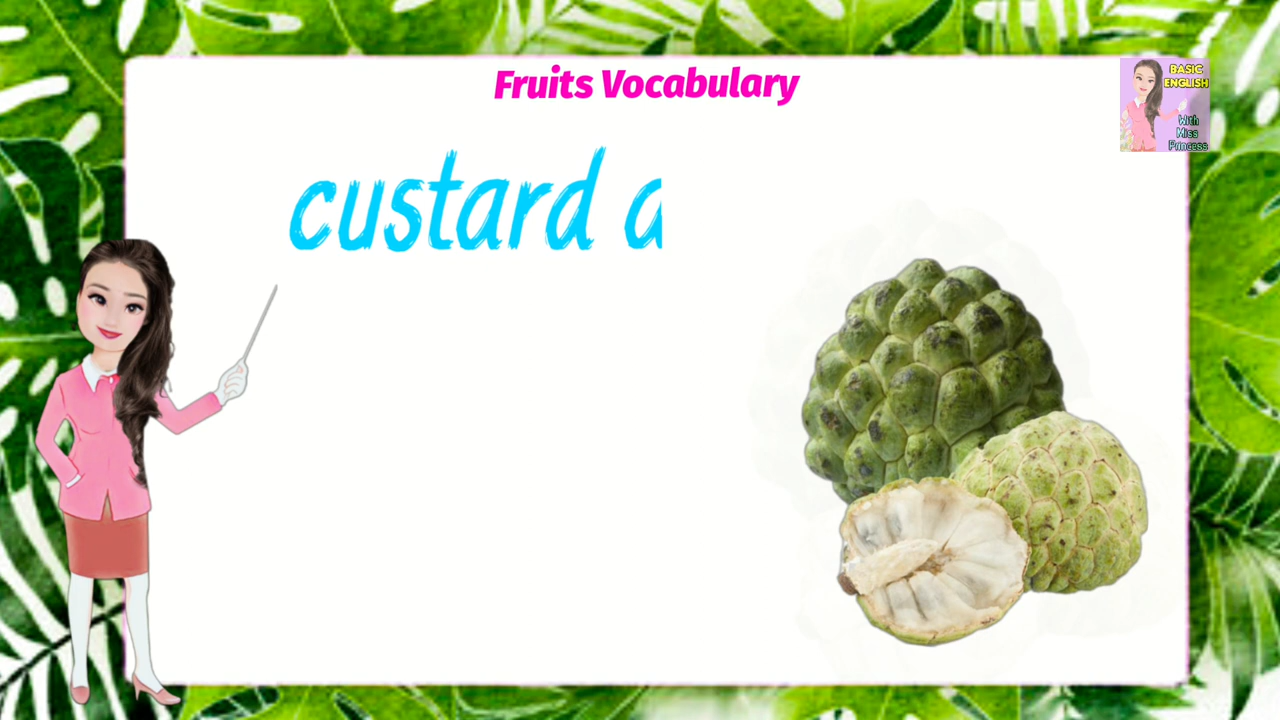 Fruits Vocabulary
BASIC
ENGLISH
With
Miss
Princess
custard a